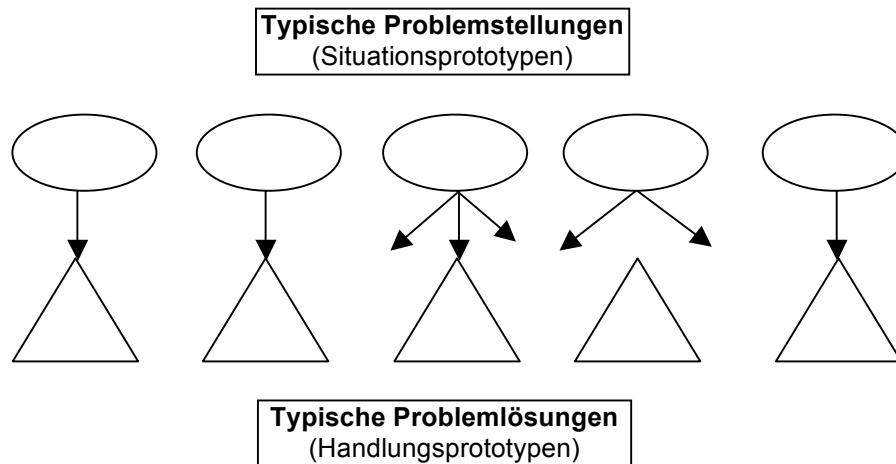 Typische Problemstellungen
(Situationsprototypen)
Typische Problemlösungen
(Handlungsprototypen)